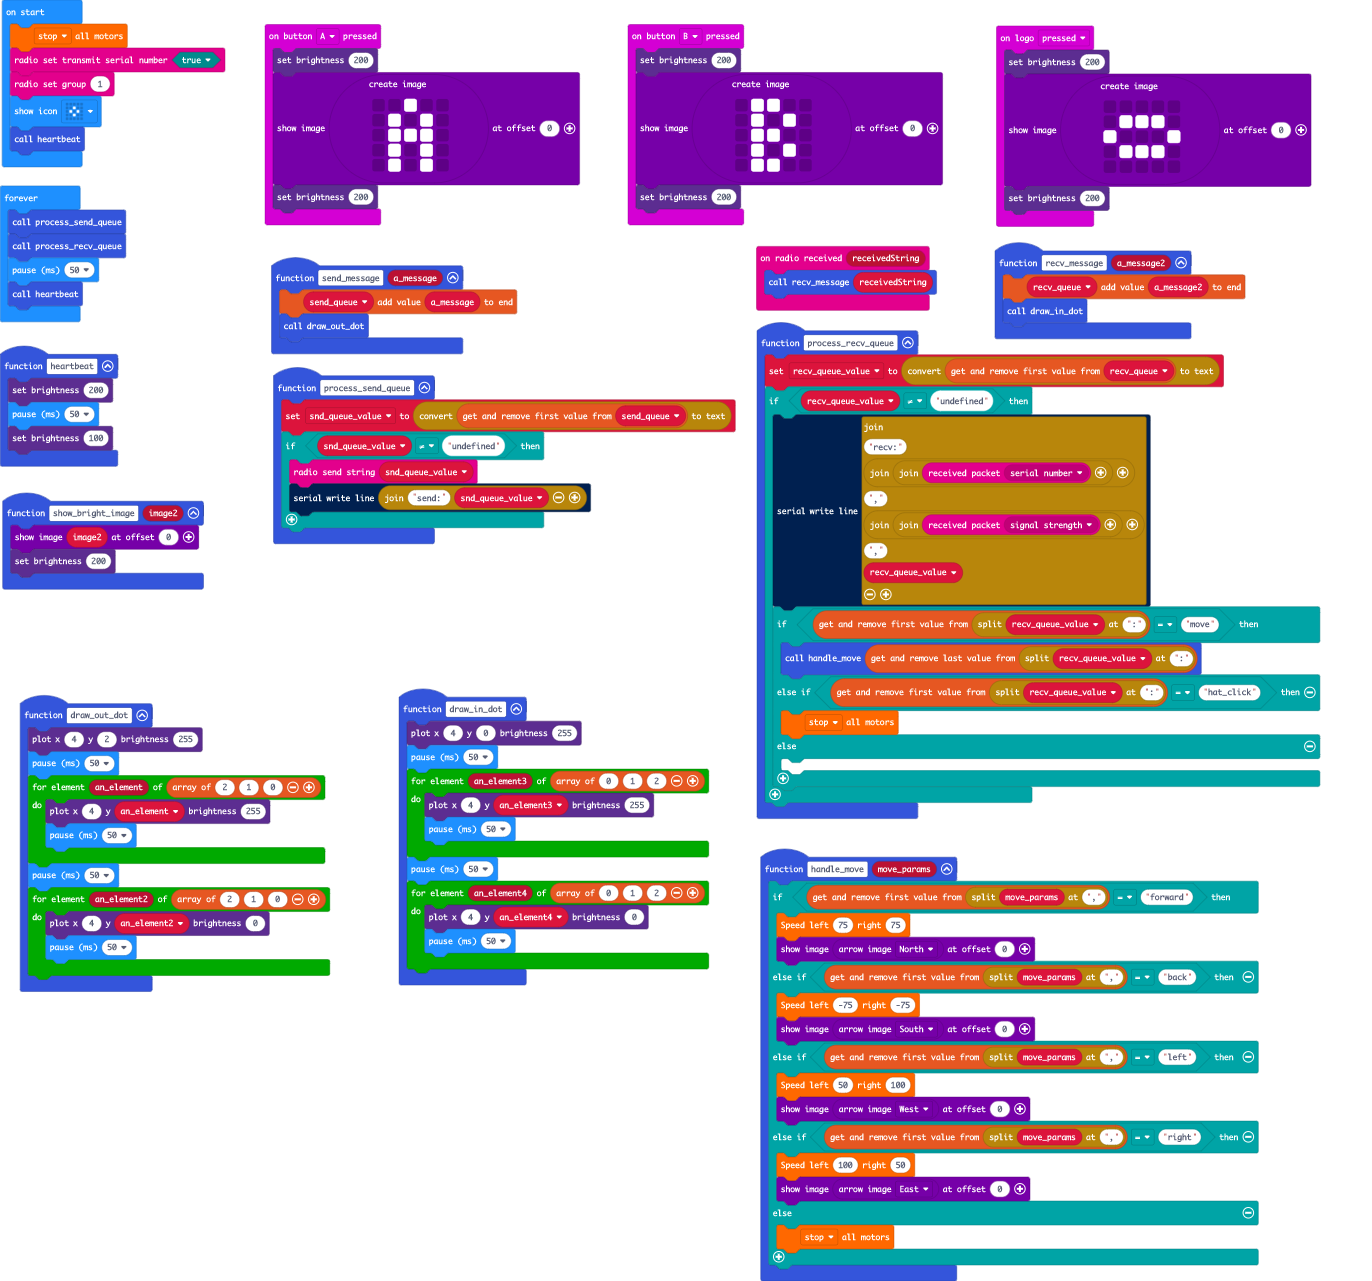 on start
stop all motors
radio set transmit serial number true
radio set group 1
show icon
call heartbeat
forever
call process_send_queue
call process_recv_queue
pause (ms) 50
call heartbeat
function heartbeat
set brightness 200
pause (ms) 50
set brightness 100
function show_bright_image image2
show image image2 at offset 0
set brightness 200
on button A pressed
set brightness 200
create image
show image at offset 0
set brightness 200
on button B pressed
set brightness 200
create image
show image at offset 0
set brightness 200
on logo pressed
set brightness 200
create image
show image at offset 0
set brightness 200
function send_message a_message
send_queue add value a_message to end
call draw_out_dot
function process_send_queue
set snd_queue_value to convert get and remove first value from send_queue to text
if snd_queue_value ≠ "undefined" then
radio send string snd_queue_value
serial write line join "send:" snd_queue_value
on radio received receivedString
call recv_message receivedString
function recv_message a_message2
recv_queue add value a_message2 to end
call draw_in_dot
function process_recv_queue
set recv_queue_value to convert get and remove first value from recv_queue to text
if recv_queue_value ≠ "undefined" then
join
"recv:"
join join received packet serial number
","
serial write line
join join received packet signal strength
","
recv_queue_value
if get and remove first value from split recv_queue_value at ":" = "move" then
call handle_move get and remove last value from split recv_queue_value at ":"
else if get and remove first value from split recv_queue_value at ":" = "hat_click" then
stop all motors
else
function draw_out_dot
plot x 4 y 2 brightness 255
pause (ms) 50
for element an_element of array of 2 1 0
do plot x 4 y an_element brightness 255
pause (ms) 50
pause (ms) 50
for element an_element2 of array of 2 1 0
do plot x 4 y an_element2 brightness 0
pause (ms) 50
function draw_in_dot
plot x 4 y 0 brightness 255
pause (ms) 50
for element an_element3 of array of 0 1 2
do plot x 4 y an_element3 brightness 255
pause (ms) 50
pause (ms) 50
for element an_element4 of array of 0 1 2
do plot x 4 y an_element4 brightness 0
pause (ms) 50
function handle_move move_params
if get and remove first value from split move_params at "," = "forward" then
Speed left 75 right 75
show image arrow image North at offset 0
else if get and remove first value from split move_params at "," = "back" then
Speed left -75 right -75
show image arrow image South at offset 0
else if get and remove first value from split move_params at "," = "left" then
Speed left 50 right 100
show image arrow image West at offset 0
else if get and remove first value from split move_params at "," = "right" then
Speed left 100 right 50
show image arrow image East at offset 0
else
stop all motors